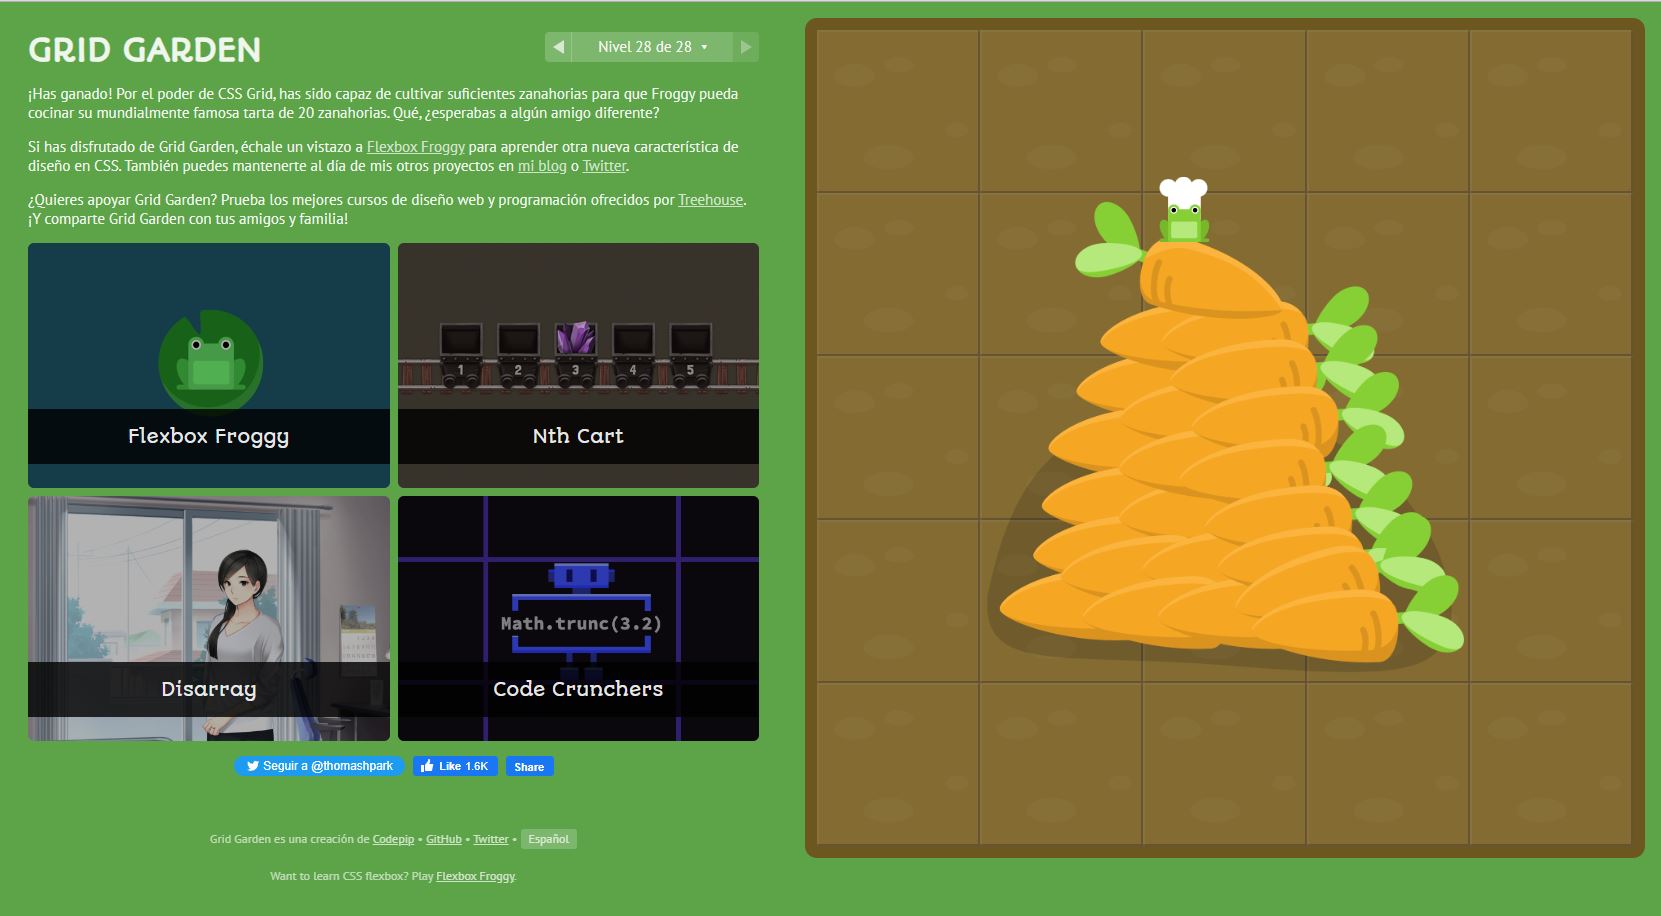 GRID GARDEN
Nivel 28 de 28
¡Has ganado! Por el poder de CSS Grid, has sido capaz de cultivar suficientes zanahorias para que Froggy pueda
cocinar su mundialmente famosa tarta de 20 zanahorias. Qué, ¿esperabas a algún amigo diferente?
Si has disfrutado de Grid Garden, échale un vistazo a Flexbox Froggy para aprender otra nueva característica de
diseño en CSS. También puedes mantenerte al día de mis otros proyectos en mi blog o Twitter.
¿Quieres apoyar Grid Garden? Prueba los mejores cursos de diseño web y programación ofrecidos por Treehouse.
¡Y comparte Grid Garden con tus amigos y familia!
1 2 3 4 5
Flexbox Froggy
Nth Cart
Math.trunc(3.2)
Disarray
Code Crunchers
Seguir a @thomashpark
Like 1.6K
Share
Grid Garden es una creación de Codepip • GitHub • Twitter • Español
Want to learn CSS flexbox? Play Flexbox Froggy.